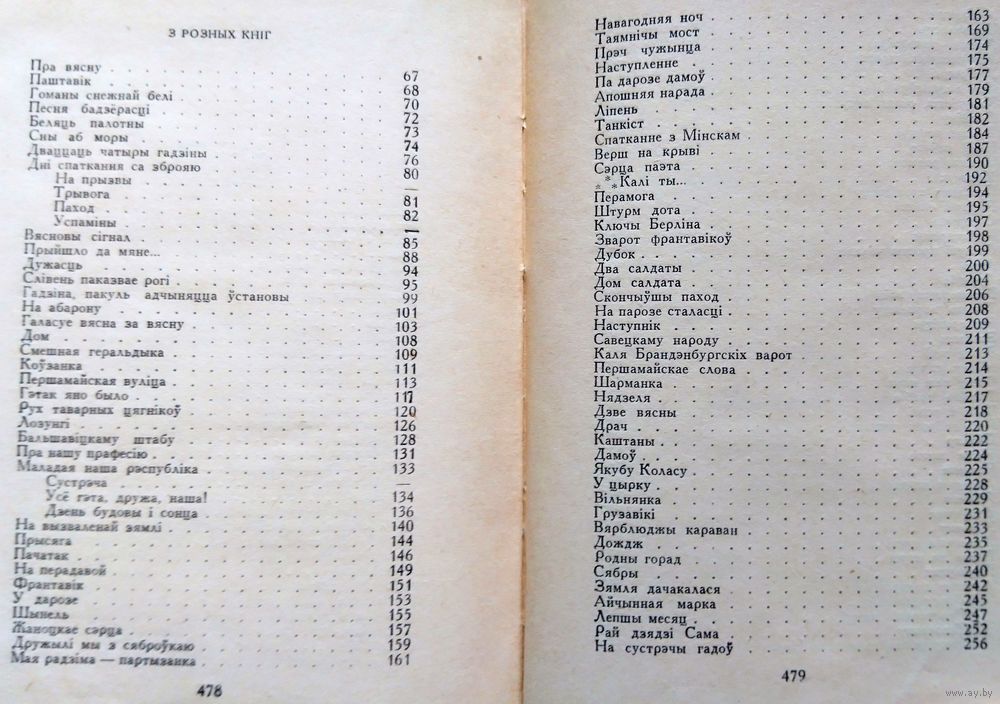 З РОЗНЫХ КНІГ
Пра вясну . . . 67
Паштавік . . . 68
Гоманы снежнай белі . . . 70
Песня бадзёрасці . . . 72
Беляць палотны . . . 73
Сны аб моры . . . 74
Дваццаць чатыры гадзіны . . . 76
Дні спаткання са зброяю . . . 80
На прызвы . . . —
Трывога . . . 81
Паход . . . 82
Успаміны . . . —
Вясновы сігнал . . . 85
Прыйшло да мяне... . . . 88
Дужасць . . . 94
Слівень паказвае рогі . . . 95
Гадзіна, пакуль адчыняцца ўстановы 99
На абарону . . . 101
Галасуе вясна за вясну . . . 103
Дом . . . 108
Смешная геральдыка . . . 109
Коўзанка . . . 111
Першамайская вуліца . . . 113
Гэтак яно было . . . 117
Рух таварных цягнікоў . . . 120
Лозунгі . . . 126
Бальшавіцкаму штабу . . . 128
Пра нашу прафесію . . . 131
Маладая наша рэспубліка . . . 133
Сустрэча . . . —
Усё гэта, дружа, наша! . . . 134
Дзень будовы і сонца . . . 136
На вызваленай зямлі . . . 140
Прысяга . . . 144
Пачатак . . . 146
На перадавой . . . 149
Франтавік . . . 151
У дарозе . . . 153
Шынель . . . 155
Жаноцкае сэрца . . . 157
Дружылі мы з сяброўкаю . . . 159
Мая радзіма — партызанка . . . 161
478
Навагодняя ноч . . . 163
Таямнічы мост . . . 169
Прэч чужынца . . . 174
Наступленне . . . 175
Па дарозе дамоў . . . 177
Апошняя нарада . . . 179
Ліпень . . . 181
Танкіст . . . 182
Спатканне з Мінскам . . . 184
Верш на крыві . . . 187
Сэрца паэта . . . 190
*** Калі ты... . . . 192
Перамога . . . 194
Штурм дота . . . 195
Ключы Берліна . . . 197
Зварот франтавікоў . . . 198
Дубок . . . 199
Два салдаты . . . 200
Дом салдата . . . 204
Скончыўшы паход . . . 206
На парозе сталасці . . . 208
Наступнік . . . 209
Савецкаму народу . . . 211
Каля Брандэнбургскіх варот . . . 213
Першамайскае слова . . . 214
Шарманка . . . 215
Нядзеля . . . 217
Дзве вясны . . . 218
Драч . . . 220
Каштаны . . . 222
Дамоў . . . 224
Якубу Коласу . . . 225
У цырку . . . 228
Вільнянка . . . 229
Грузавікі . . . 231
Вярблюджы караван . . . 233
Дождж . . . 235
Родны горад . . . 237
Сябры . . . 240
Зямля дачакалася . . . 242
Айчынная марка . . . 245
Лепшы месяц . . . 247
Рай дзядзі Сама . . . 252
На сустрэчы гадоў . . . 256
479
www.ay.by